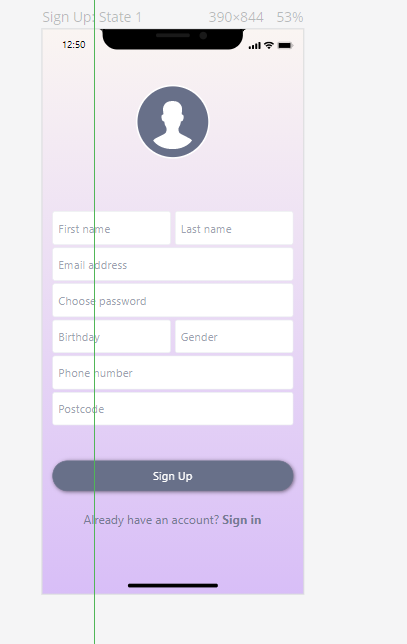 Sign Up: State 1 390×844 53%
12:50
First name Last name
Email address
Choose password
Birthday Gender
Phone number
Postcode
Sign Up
Already have an account? Sign in